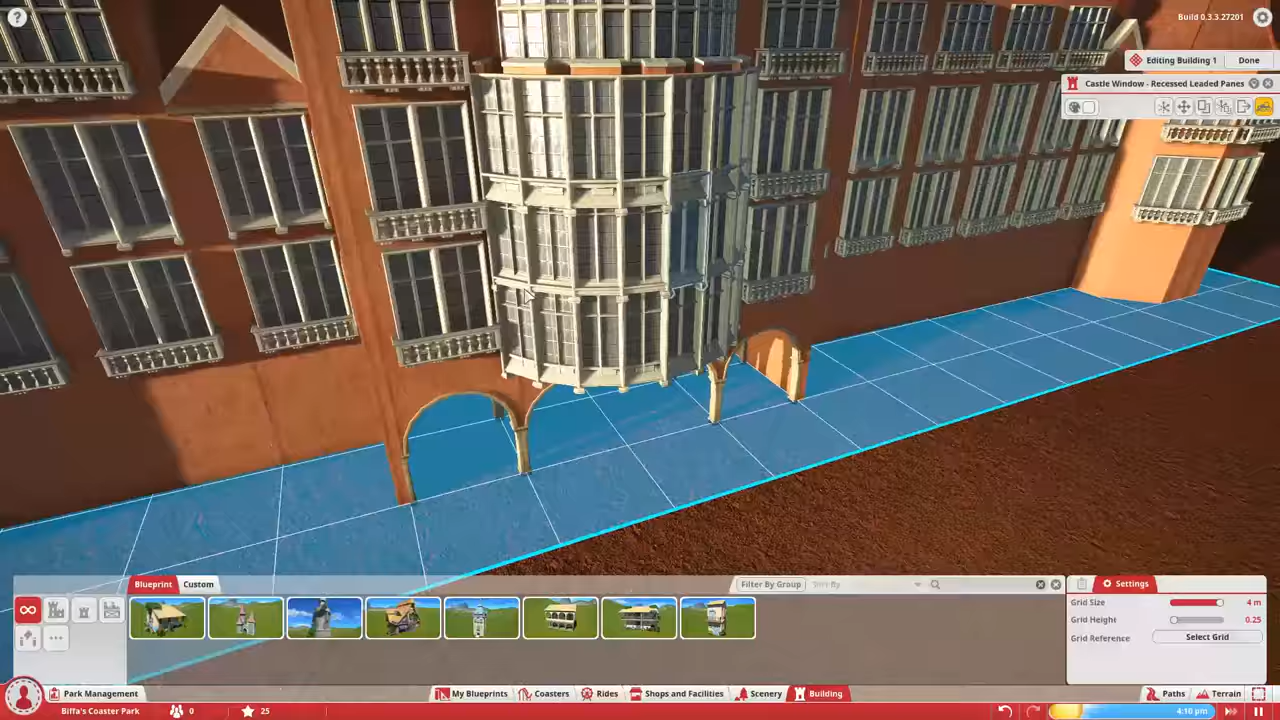 ?
Build 0.3.3.27201
Editing Building 1
Done
Castle Window - Recessed Leaded Panes
Blueprint
Custom
Filter By Group
Sort By
Settings
Grid Size
4 m
Grid Height
0.25
Grid Reference
Select Grid
Park Management
My Blueprints
Coasters
Rides
Shops and Facilities
Scenery
Building
Paths
Terrain
Biffa's Coaster Park
0
25
4:10 pm